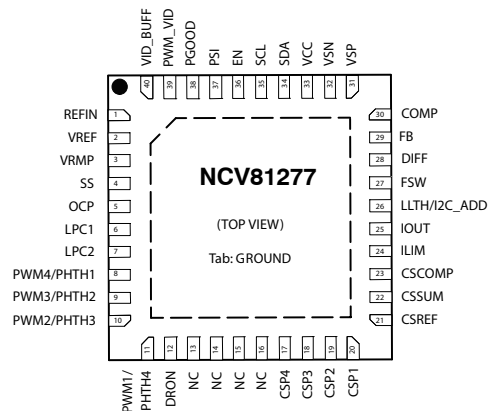 VID_BUFF
PWM_VID
PGOOD
PSI
EN
SCL
SDA
VCC
VSN
VSP
40
39
38
37
36
35
34
33
32
31
REFIN 1
VREF 2
VRMP 3
SS 4
OCP 5
LPC1 6
LPC2 7
PWM4/PHTH1 8
PWM3/PHTH2 9
PWM2/PHTH3 10
NCV81277
(TOP VIEW)
Tab: GROUND
30 COMP
29 FB
28 DIFF
27 FSW
26 LLTH/I2C_ADD
25 IOUT
24 ILIM
23 CSCOMP
22 CSSUM
21 CSREF
11
12
13
14
15
16
17
18
19
20
PWM1/
PHTH4
DRON
NC
NC
NC
NC
CSP4
CSP3
CSP2
CSP1